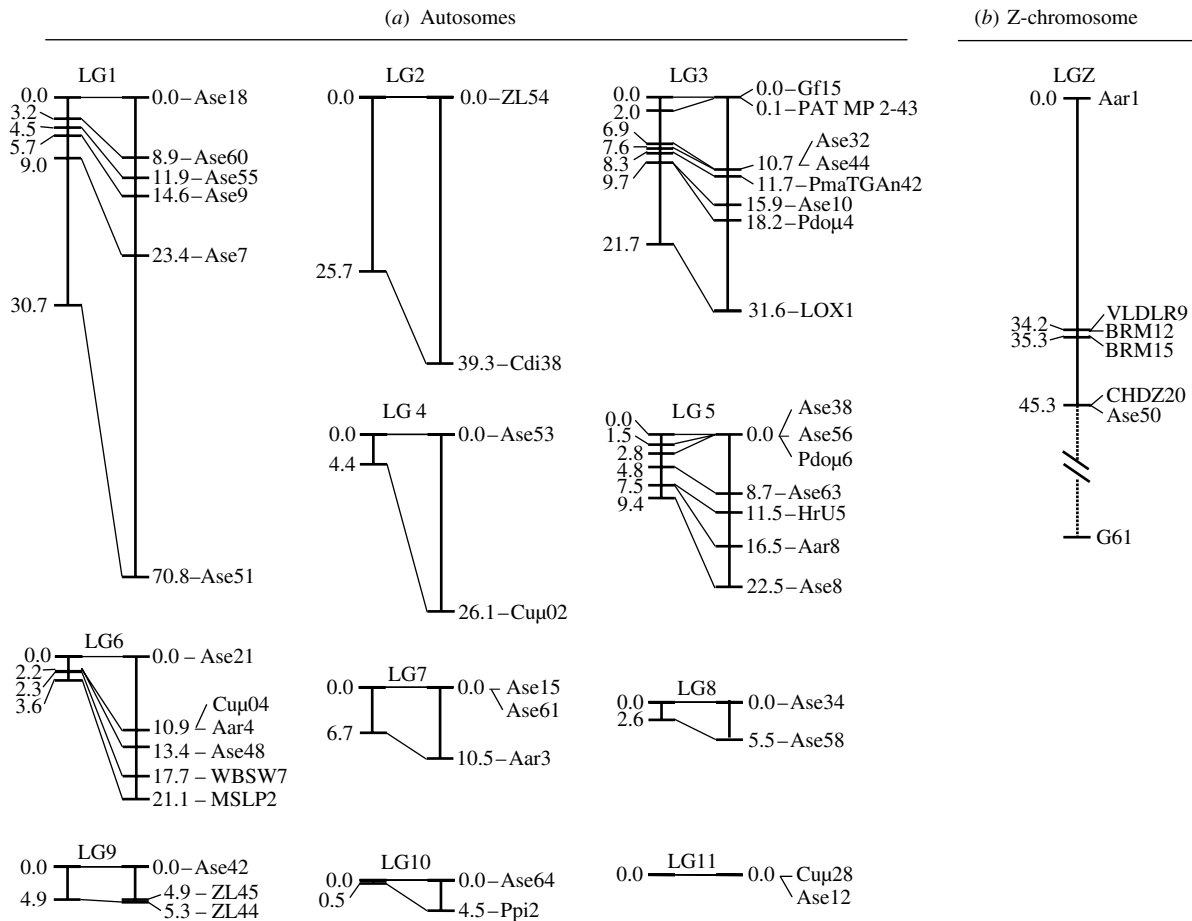 (a) Autosomes
(b) Z-chromosome
LG1
0.0
3.2
4.5
5.7
9.0
30.7
0.0–Ase18
8.9–Ase60
11.9–Ase55
14.6–Ase9
23.4–Ase7
70.8–Ase51
LG2
0.0
25.7
0.0–ZL54
39.3–Cdi38
LG3
0.0
2.0
6.9
7.6
8.3
9.7
21.7
0.0–Gf15
0.1–PAT MP 2-43
Ase32
10.7
Ase44
11.7–PmaTGAn42
15.9–Ase10
18.2–Pdoµ4
31.6–LOX1
LGZ
0.0
Aar1
34.2
35.3
VLDLR9
BRM12
BRM15
45.3
CHDZ20
Ase50
G61
LG 4
0.0
4.4
0.0–Ase53
26.1–Cuµ02
LG 5
0.0
1.5
2.8
4.8
7.5
9.4
Ase38
0.0
Ase56
Pdoµ6
8.7–Ase63
11.5–HrU5
16.5–Aar8
22.5–Ase8
LG6
0.0
2.2
2.3
3.6
0.0–Ase21
Cuµ04
10.9
Aar4
13.4–Ase48
17.7–WBSW7
21.1–MSLP2
LG7
0.0
6.7
0.0
Ase15
Ase61
10.5–Aar3
LG8
0.0
2.6
0.0–Ase34
5.5–Ase58
LG9
0.0
4.9
0.0–Ase42
4.9–ZL45
5.3–ZL44
LG10
0.0
0.5
0.0–Ase64
4.5–Ppi2
LG11
0.0
0.0
Cuµ28
Ase12